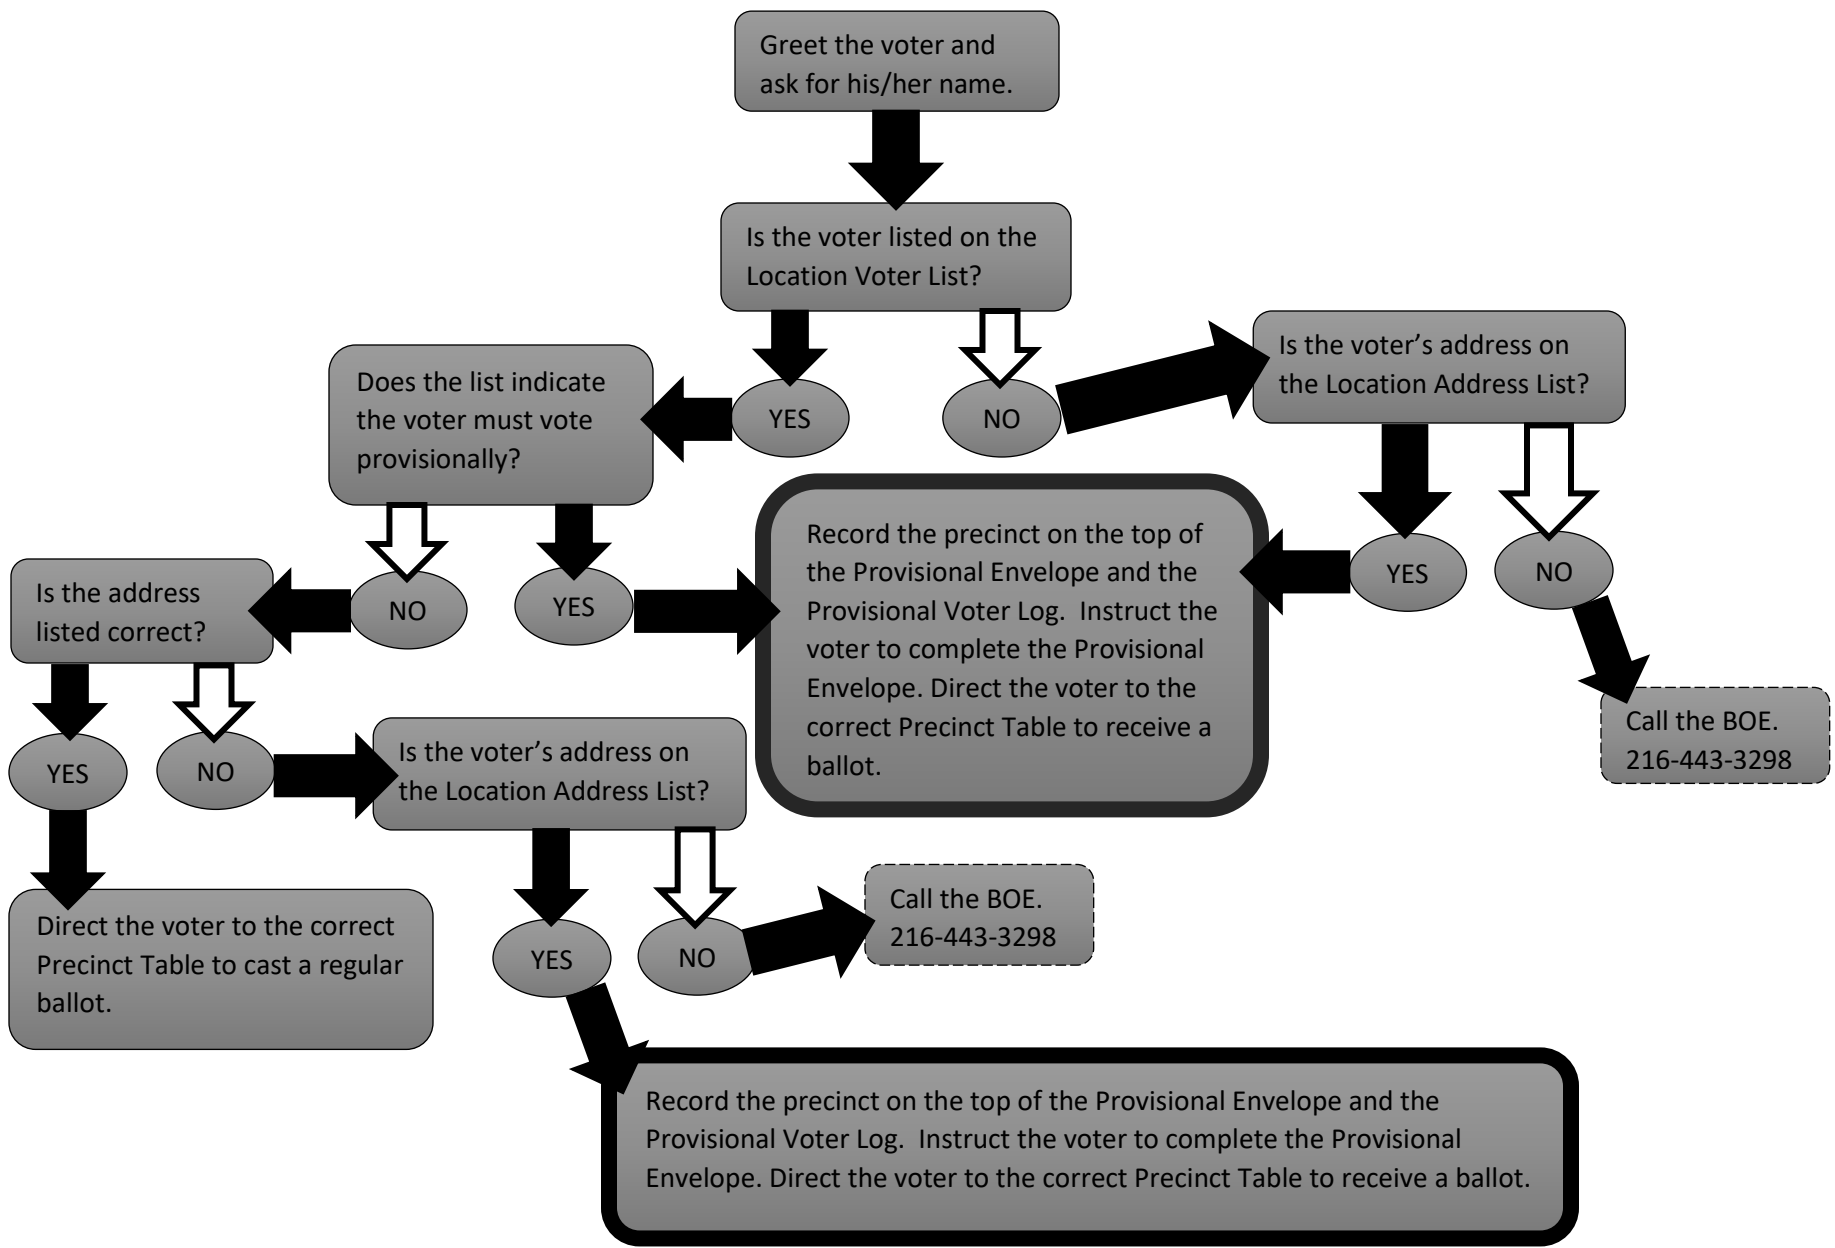 Greet the voter and
ask for his/her name.
Is the voter listed on the
Location Voter List?
YES
NO
Is the voter's address on
the Location Address List?
Does the list indicate
the voter must vote
provisionally?
NO
YES
Record the precinct on the top of
the Provisional Envelope and the
Provisional Voter Log.  Instruct the
voter to complete the Provisional
Envelope. Direct the voter to the
correct Precinct Table to receive a
ballot.
YES
NO
Call the BOE.
216-443-3298
Is the address
listed correct?
YES
NO
Is the voter's address on
the Location Address List?
Direct the voter to the correct
Precinct Table to cast a regular
ballot.
YES
NO
Call the BOE.
216-443-3298
Record the precinct on the top of the Provisional Envelope and the
Provisional Voter Log.  Instruct the voter to complete the Provisional
Envelope. Direct the voter to the correct Precinct Table to receive a ballot.